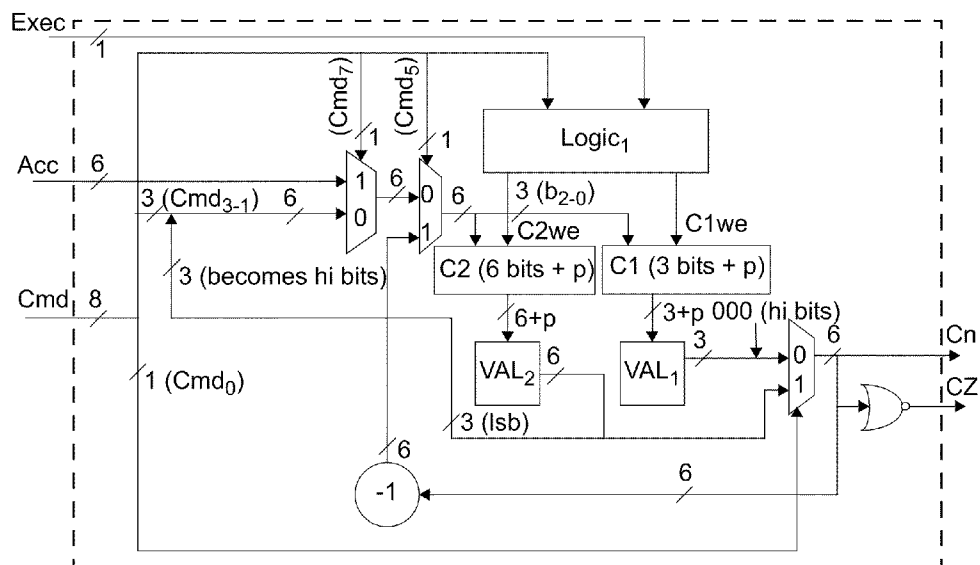 Exec
1
(Cmd7)
1
(Cmd5)
1
Logic1
Acc
6
1
0
6
0
1
6
3 (b2-0)
3 (Cmd3-1)
6
C2we
C1we
3 (becomes hi bits)
C2 (6 bits + p)
C1 (3 bits + p)
Cmd
8
6+p
3+p 000 (hi bits)
VAL2
6
VAL1
3
0
1
6
Cn
CZ
1 (Cmd0)
3 (lsb)
6
-1
6